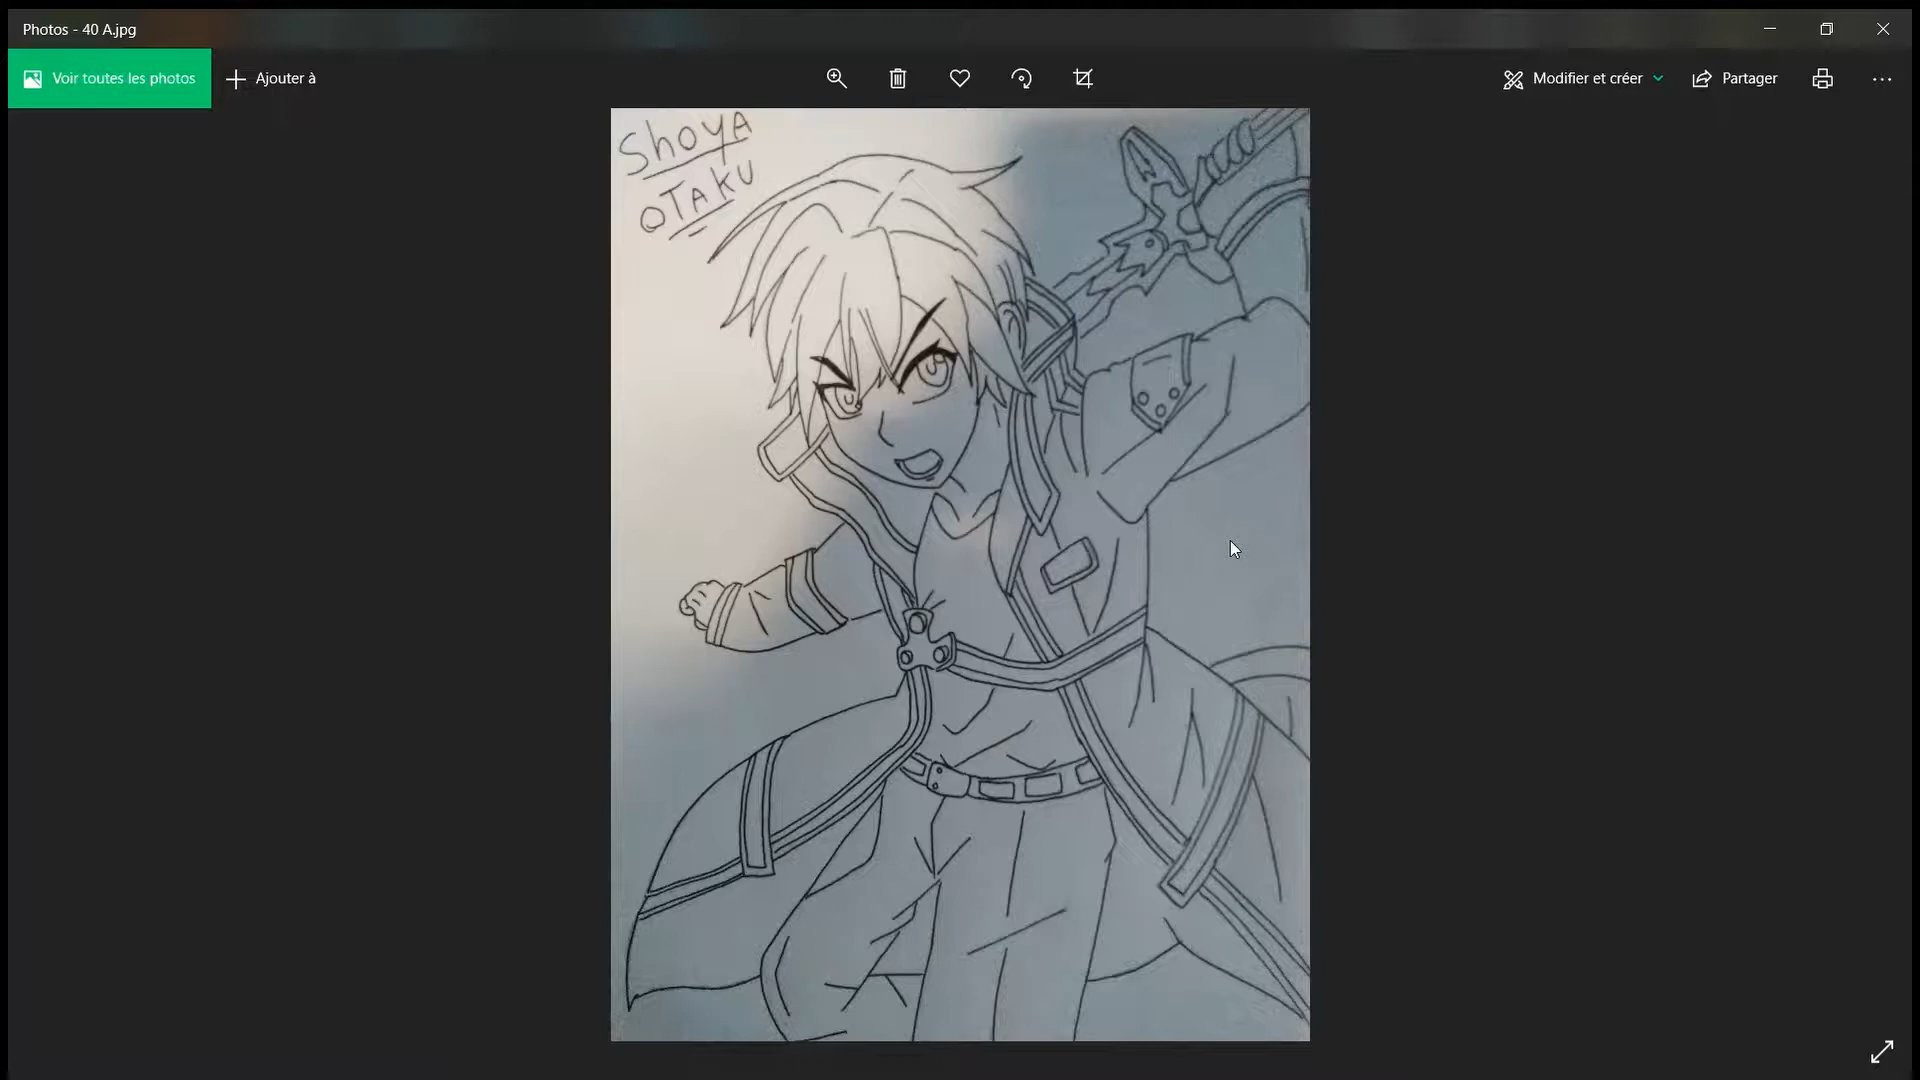 Photos - 40 A.jpg
Voir toutes les photos
Ajouter à
Modifier et créer
Partager
ShoyA
oTAKU